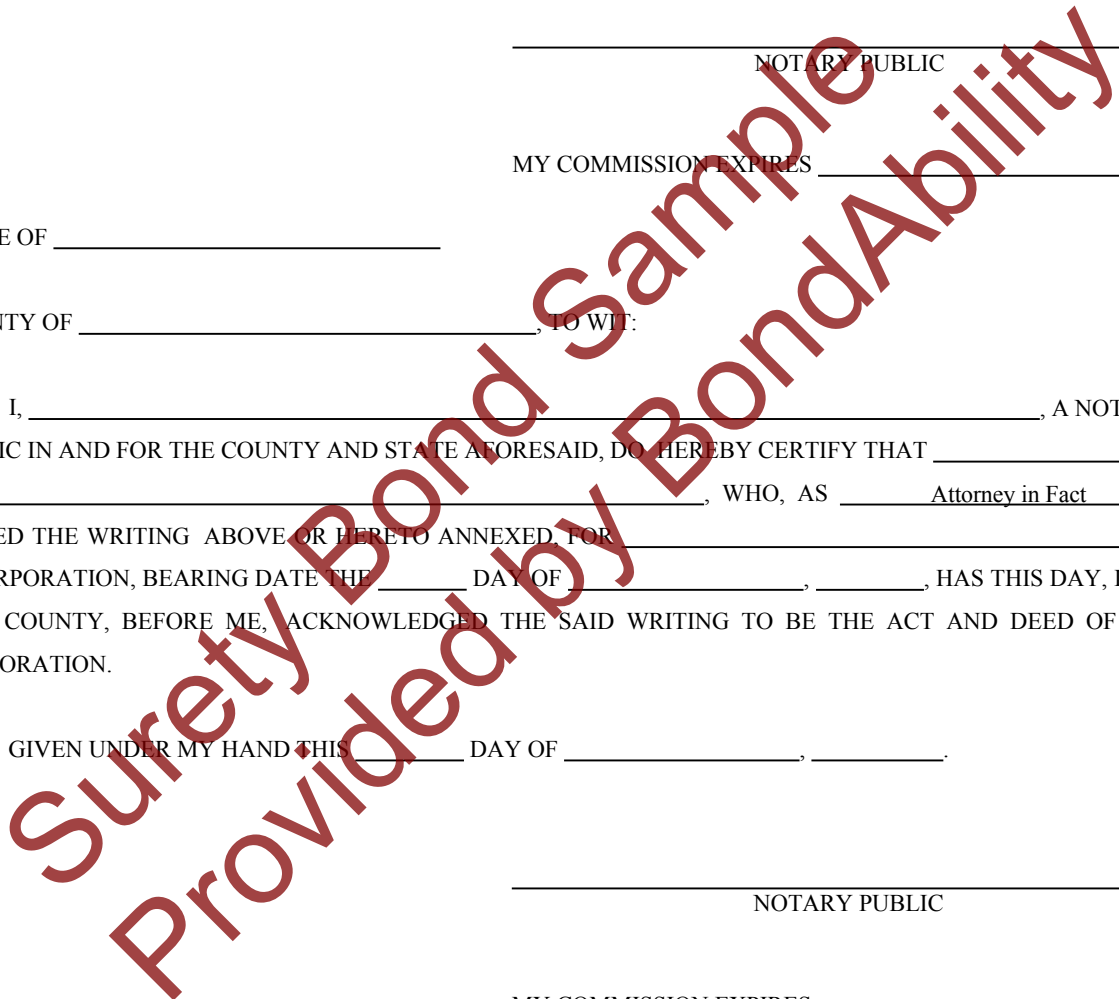 NOTARY PUBLIC
MY COMMISSION EXPIRES
E OF
NTY OF , TO WIT:
I, , A NOT
IC IN AND FOR THE COUNTY AND STATE AFORESAID, DO HEREBY CERTIFY THAT
, WHO, AS Attorney in Fact
ED THE WRITING ABOVE OR HERETO ANNEXED, FOR
RPORATION, BEARING DATE THE DAY OF , , HAS THIS DAY,
COUNTY, BEFORE ME, ACKNOWLEDGED THE SAID WRITING TO BE THE ACT AND DEED OF
ORATION.
GIVEN UNDER MY HAND THIS DAY OF , .
NOTARY PUBLIC
Surety Bond Sample
Provided by BondAbility